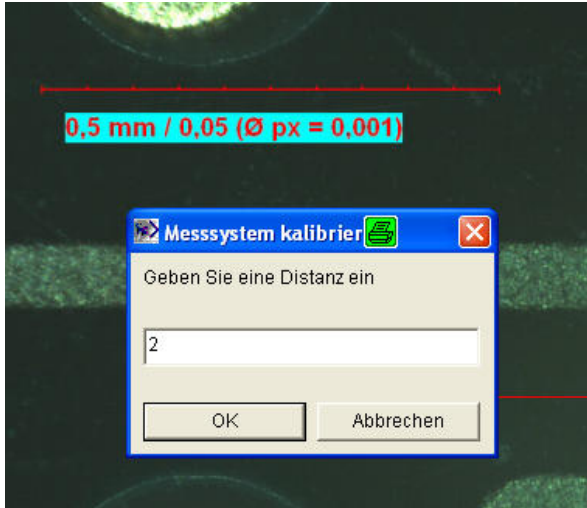 0,5 mm / 0,05 (Ø px = 0,001)
Messsystem kalibrier
Geben Sie eine Distanz ein
2
OK
Abbrechen